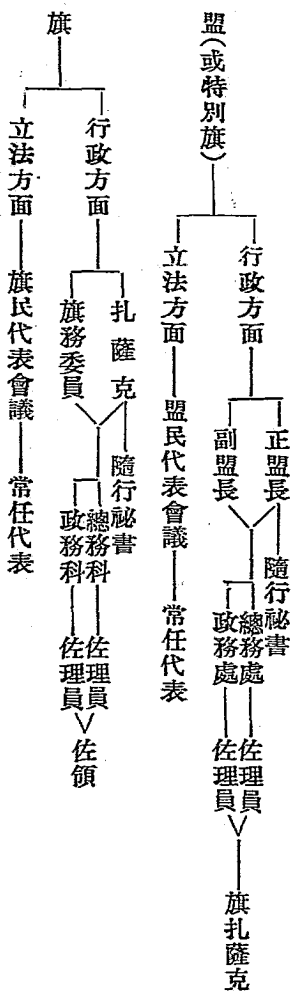 盟(或特別旗)
行政方面
正盟長
隨行祕書
副盟長
總務處
佐理員
政務處
佐理員
旗扎薩克
立法方面
盟民代表會議
常任代表
旗
行政方面
扎薩克
隨行祕書
旗務委員
總務科
佐理員
政務科
佐理員
佐領
立法方面
旗民代表會議
常任代表